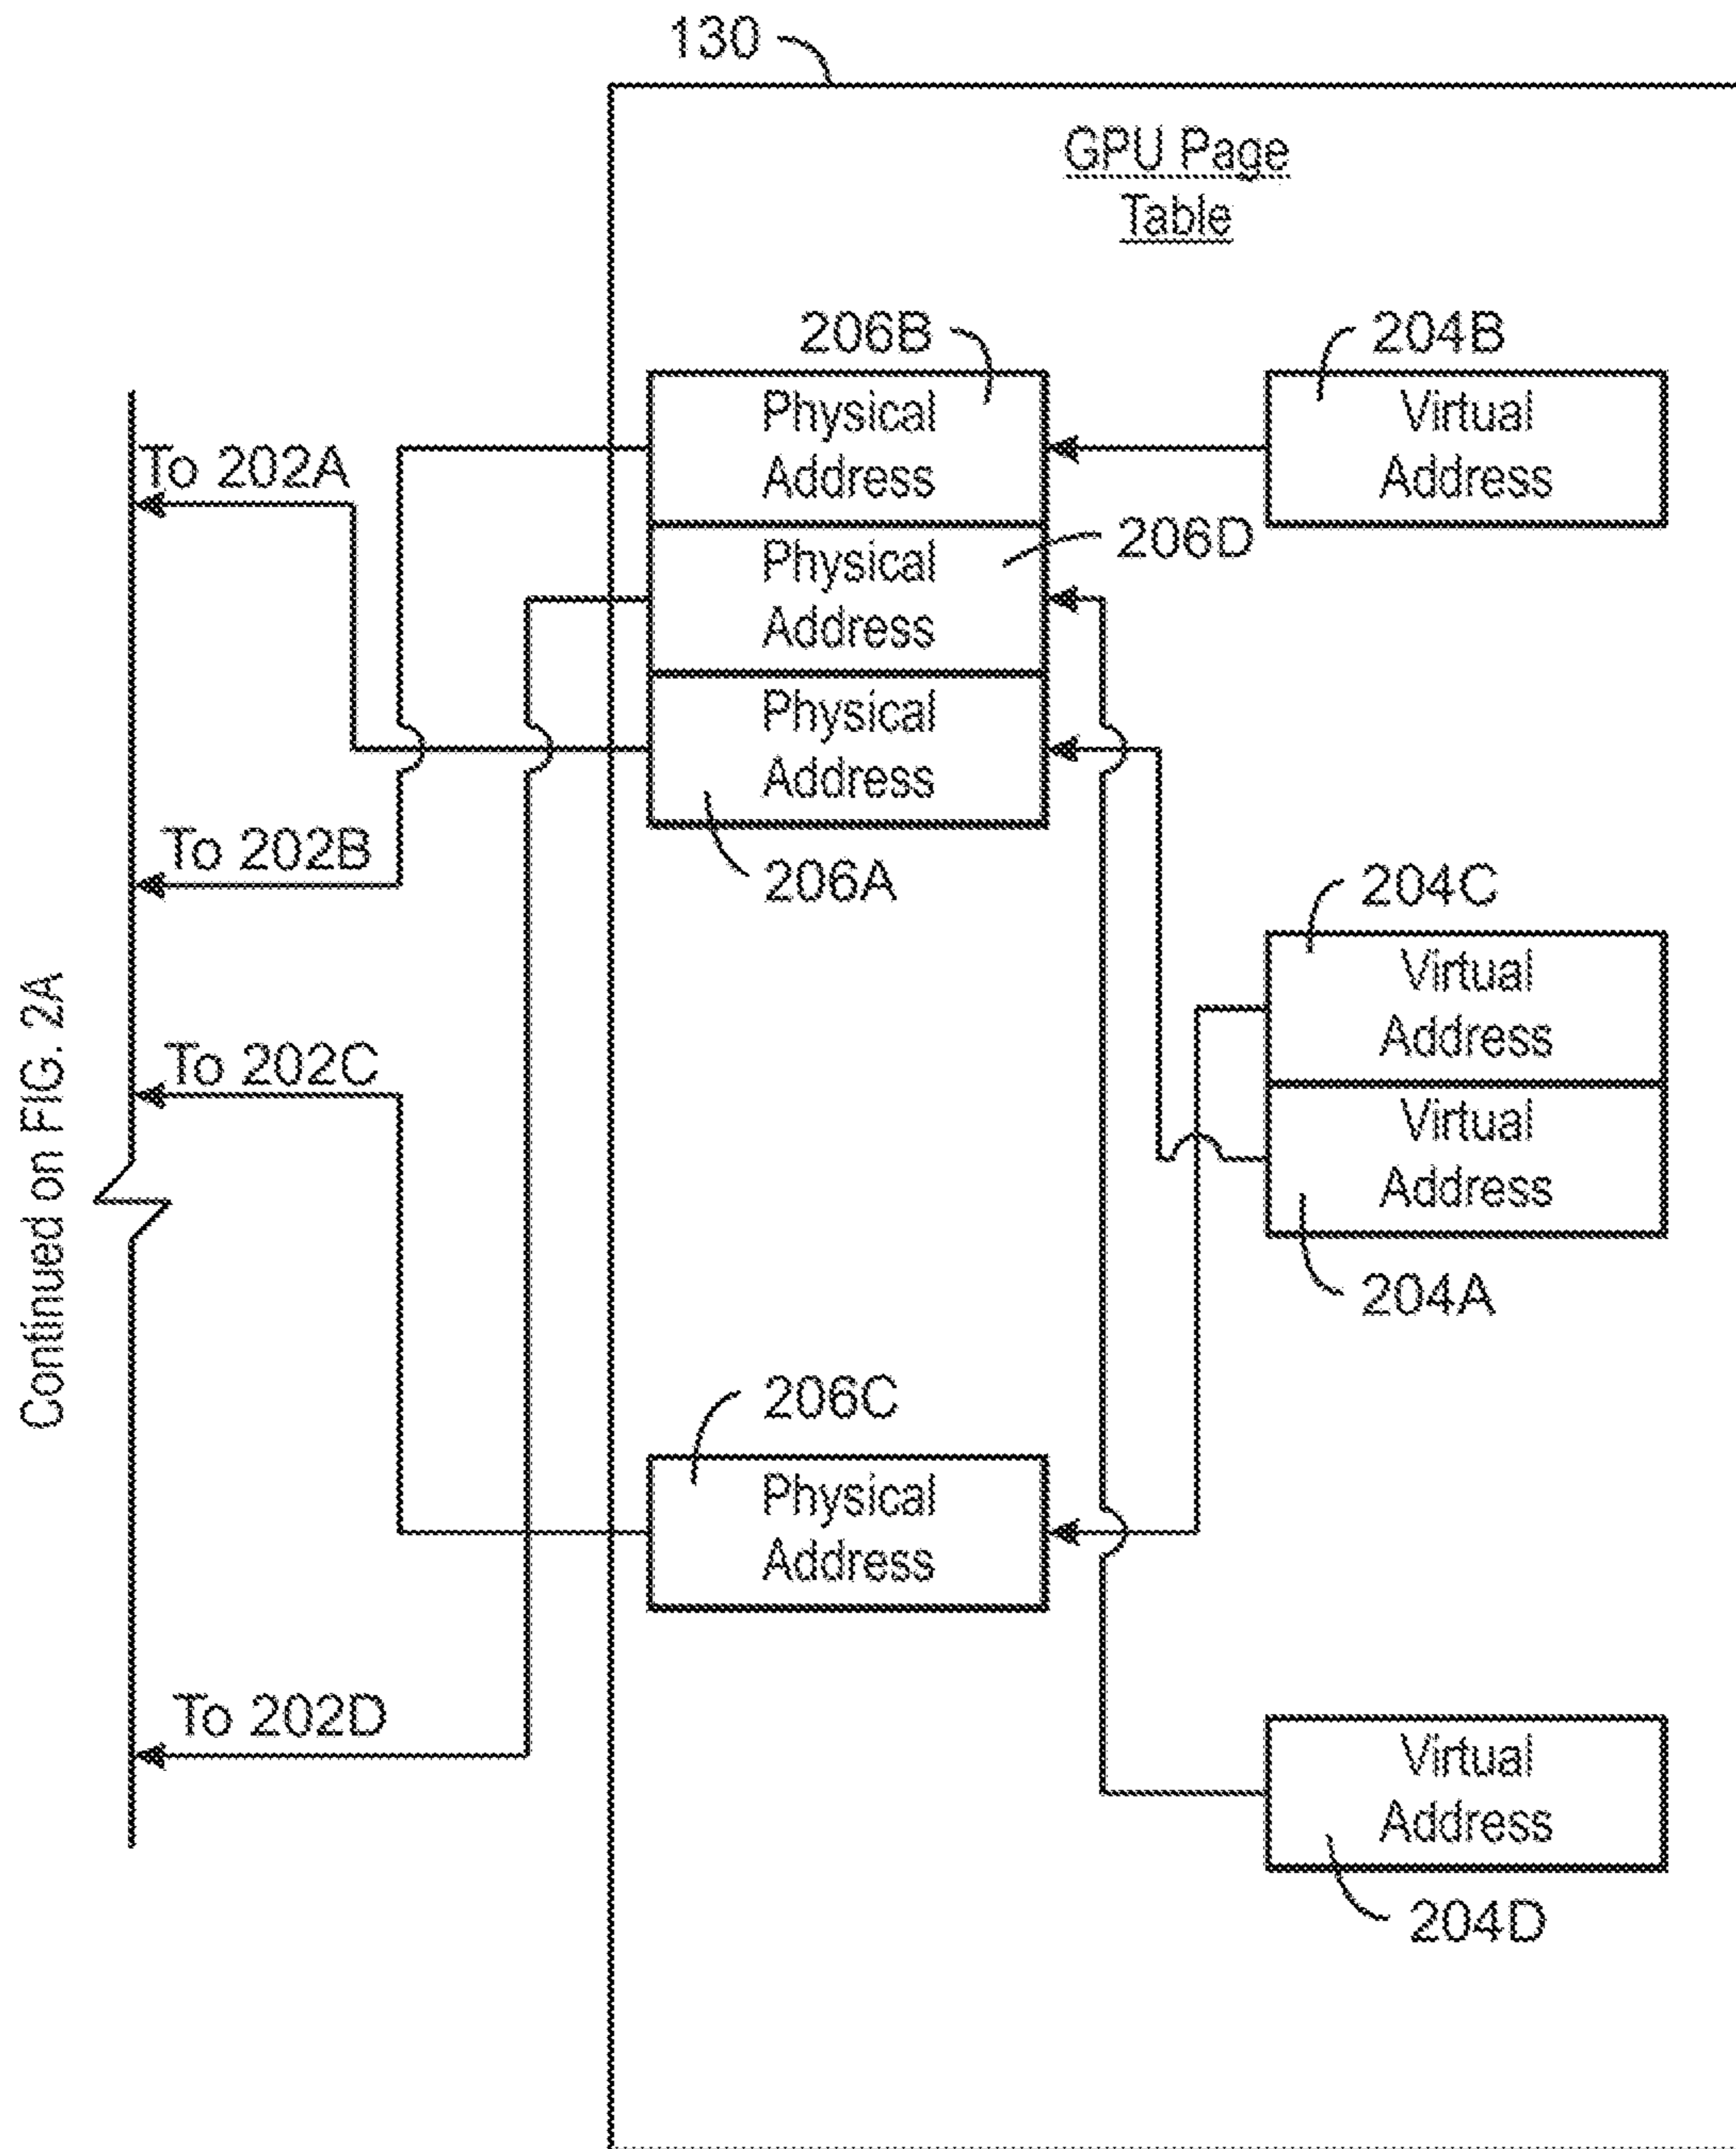 130
GPU Page
Table
206B
204B
Physical
Address
Virtual
Address
To 202A
206D
Physical
Address
Physical
Address
To 202B
206A
204C
Virtual
Address
Continued on FIG. 2A
To 202C
Virtual
Address
204A
206C
Physical
Address
To 202D
Virtual
Address
204D